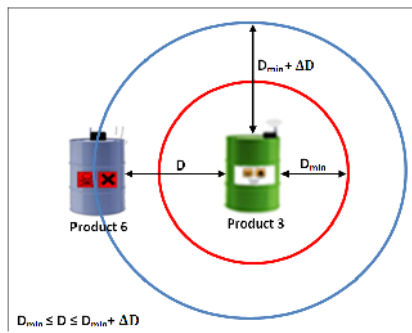 Dmin + ΔD
D
Dmin
Product 6
Product 3
Dmin ≤ D ≤ Dmin + ΔD